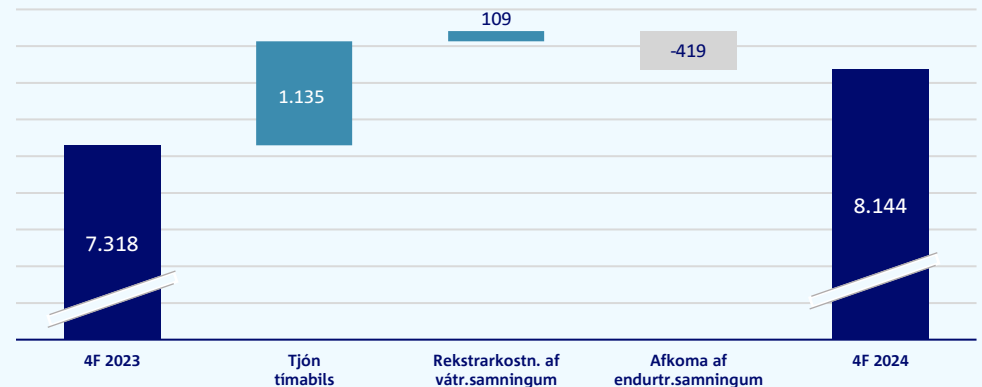 109
-419
1.135
8.144
7.318
4F 2023
Tjón
tímabils
Rekstrarkostn. af
vátr.samningum
Afkoma af
endurtr.samningum
4F 2024